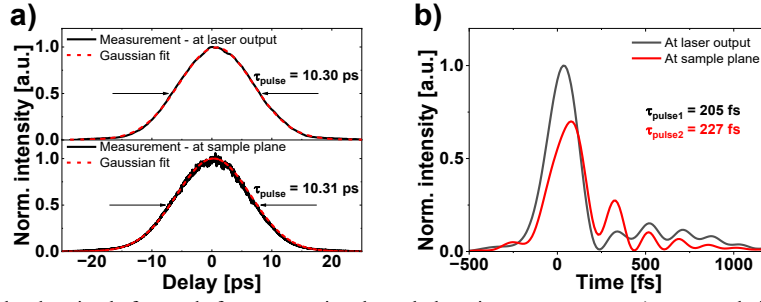 a)
Norm. intensity [a.u.]
1.0
0.5
0.0
Measurement - at laser output
Gaussian fit
τpulse = 10.30 ps
1.0
0.5
0.0
Measurement - at sample plane
Gaussian fit
τpulse = 10.31 ps
−20 −10 0 10 20
Delay [ps]
b)
Norm. intensity [a.u.]
1.0
0.5
0.0
At laser output
At sample plane
τpulse1 = 205 fs
τpulse2 = 227 fs
-500 0 500 1000
Time [fs]